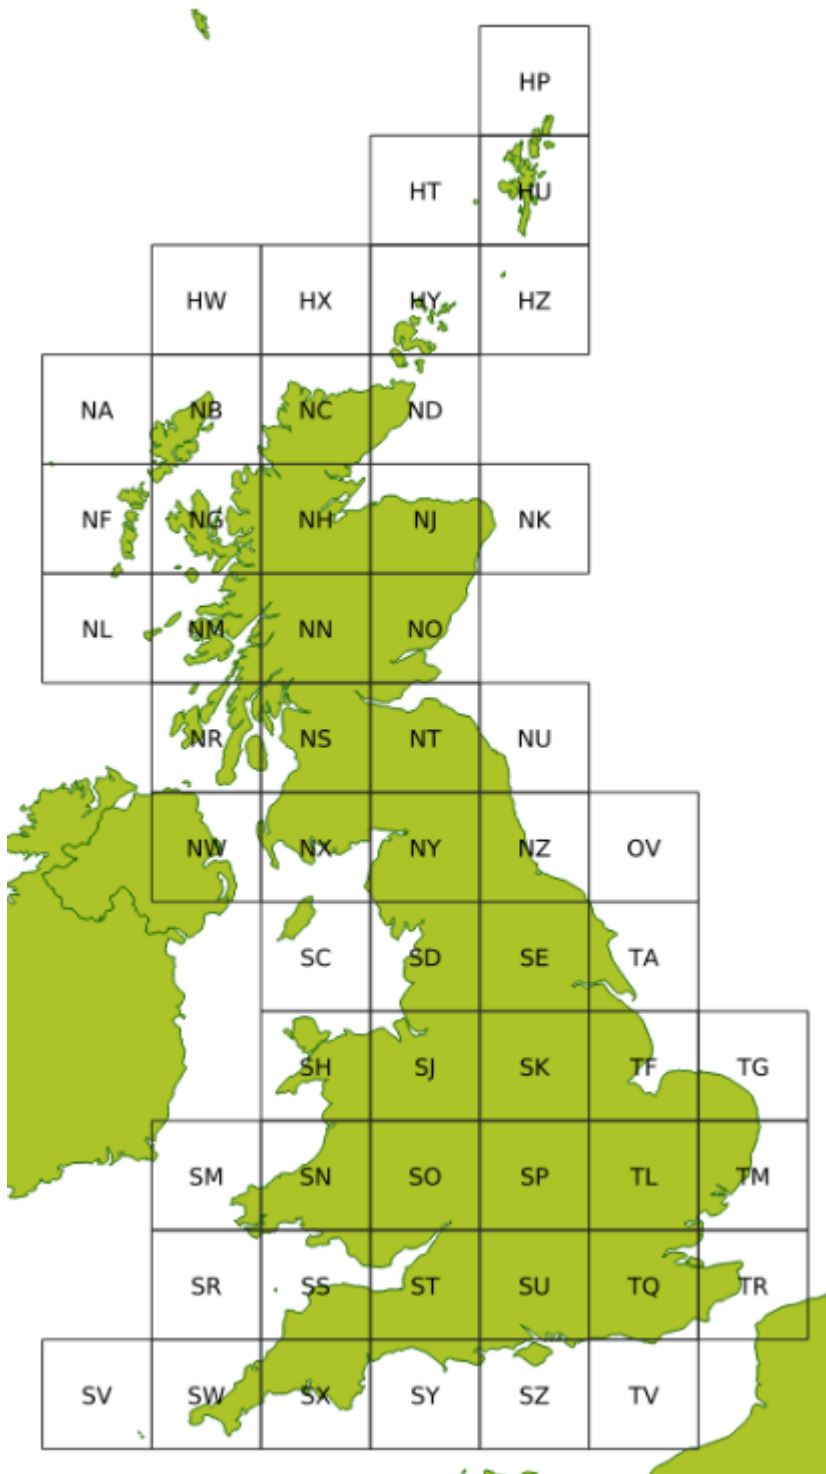 HP
HT HU
HW HX HY HZ
NA NB NC ND
NF NG NH NJ NK
NL NM NN NO
NR NS NT NU
NW NX NY NZ OV
SC SD SE TA
SH SJ SK TF TG
SM SN SO SP TL TM
SR SS ST SU TQ TR
SV SW SX SY SZ TV